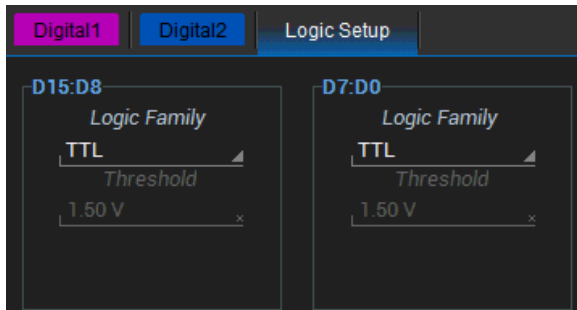 Digital1 Digital2 Logic Setup
D15:D8
Logic Family
TTL
Threshold
1.50 V
D7:D0
Logic Family
TTL
Threshold
1.50 V